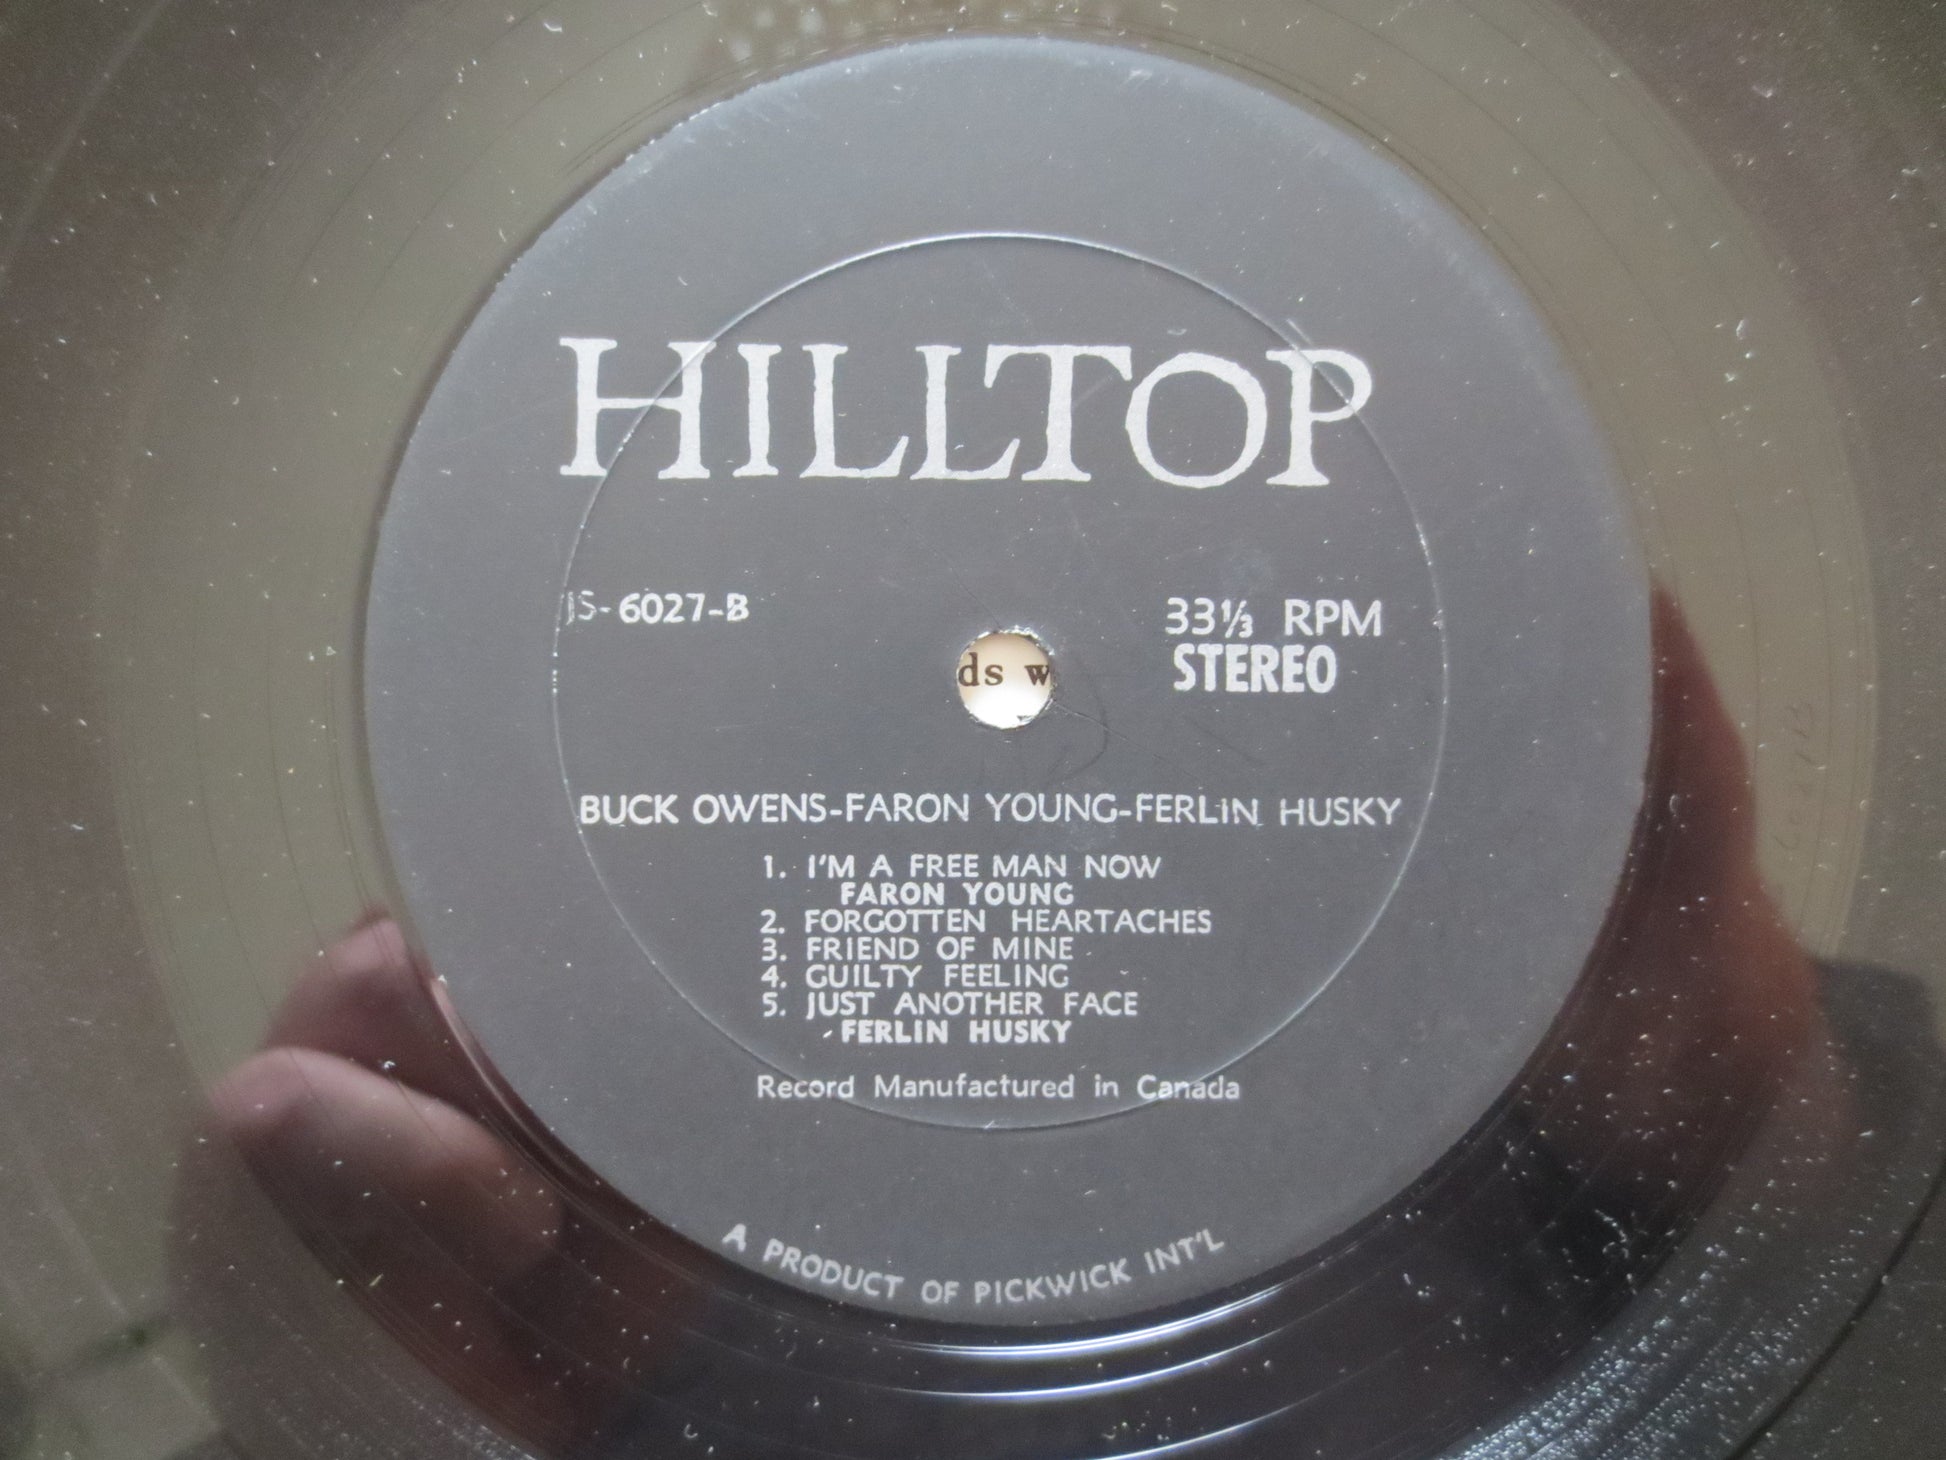 HILLTOP
JS-6027-B
33⅓ RPM
STEREO
ds w
BUCK OWENS-FARON YOUNG-FERLIN HUSKY
1. I'M A FREE MAN NOW
FARON YOUNG
2. FORGOTTEN HEARTACHES
3. FRIEND OF MINE
4. GUILTY FEELING
5. JUST ANOTHER FACE
FERLIN HUSKY
Record Manufactured in Canada
A PRODUCT OF PICKWICK INT'L